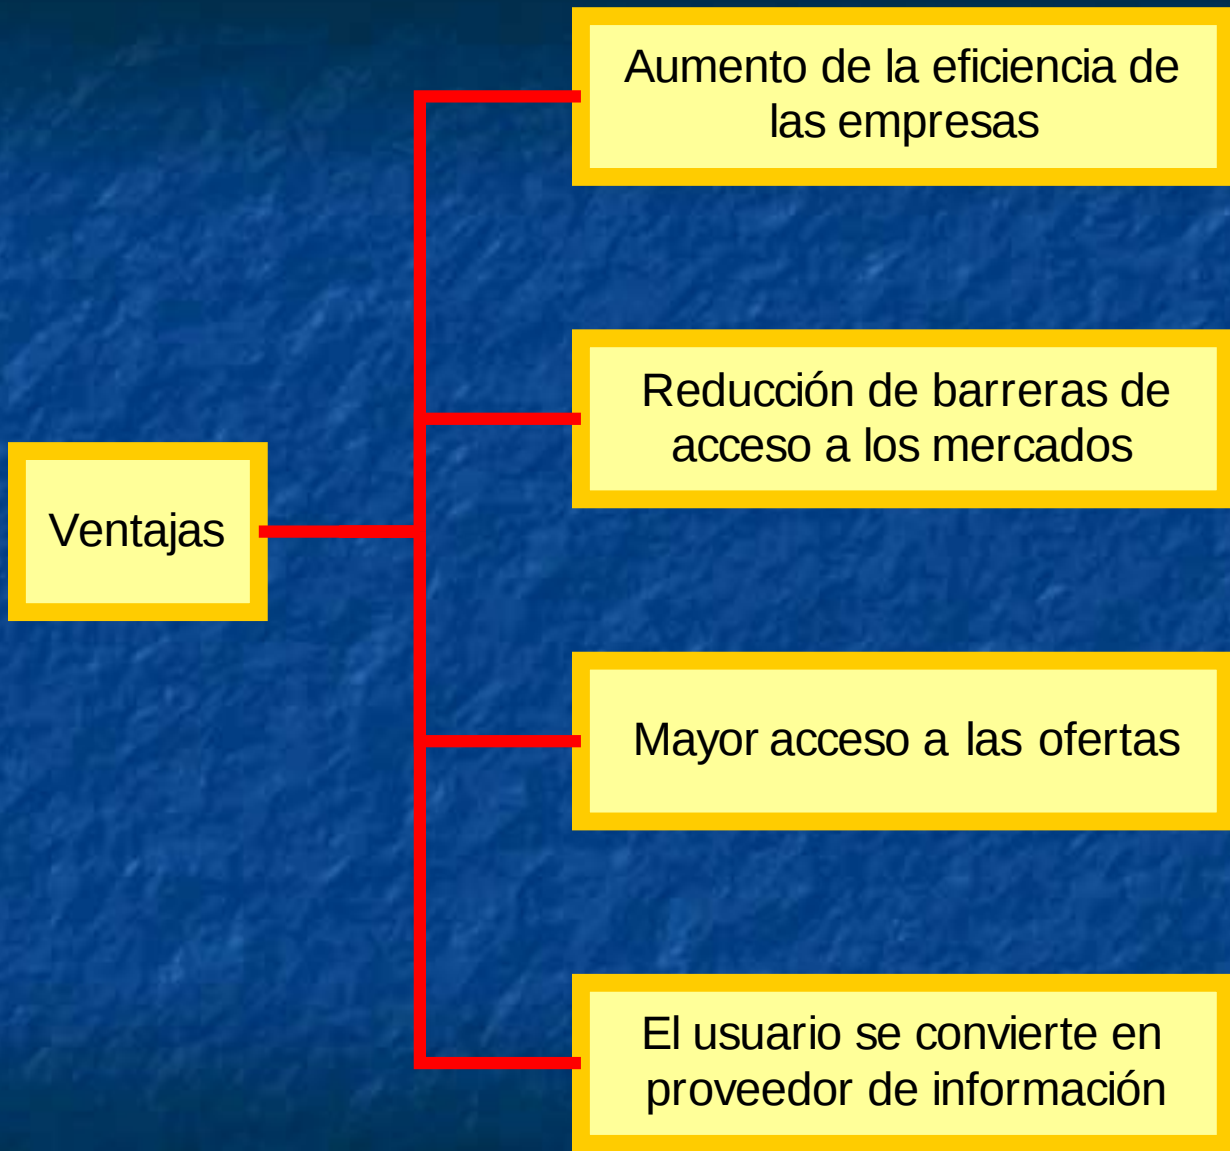 Aumento de la eficiencia de
las empresas
Reducción de barreras de
acceso a los mercados
Ventajas
Mayor acceso a las ofertas
El usuario se convierte en
proveedor de información